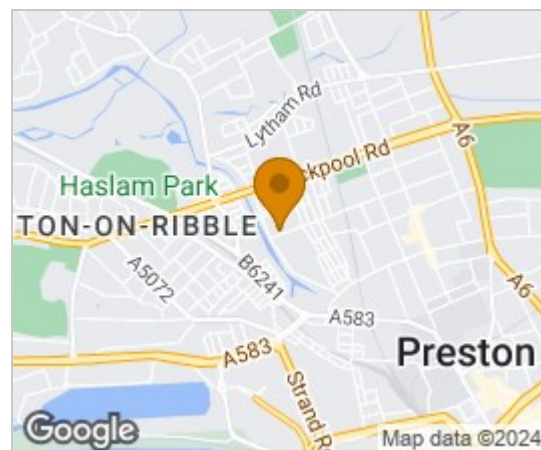 Lytham Rd
A6
ckpool Rd
Haslam Park
TON-ON-RIBBLE
A5072
B6241
A6
A583
A583
Preston
Strand R
Google
Map data ©2024